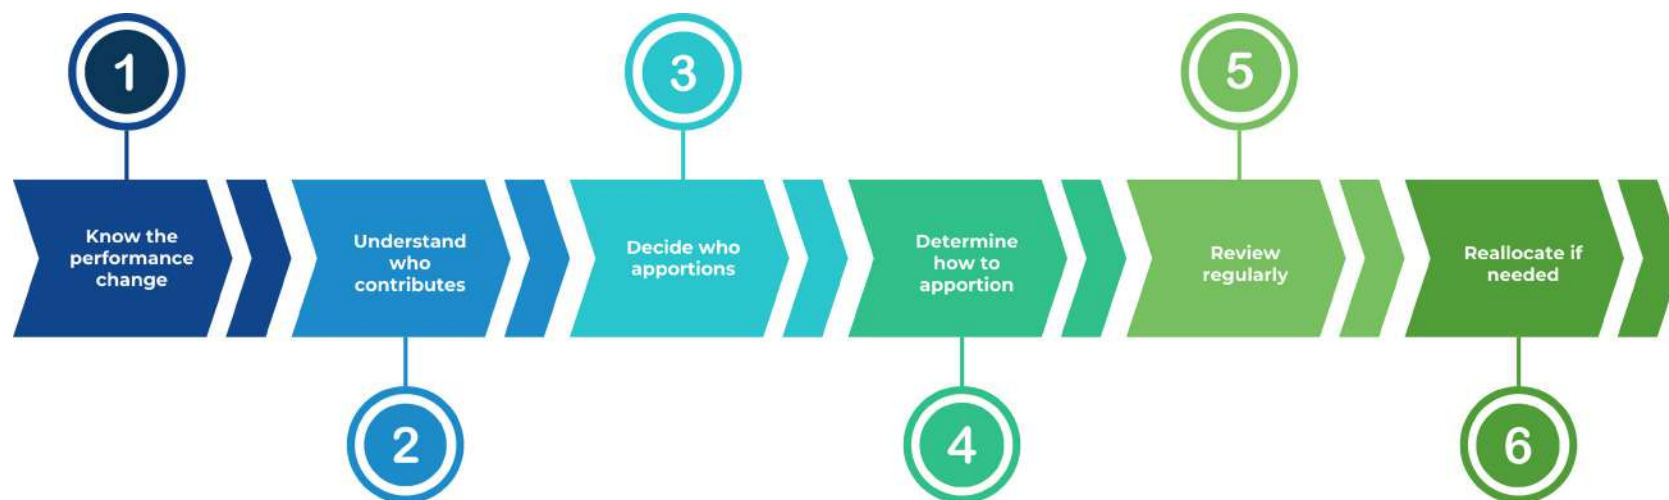 1
Know the
performance
change
2
Understand
who
contributes
3
Decide who
apportions
4
Determine
how to
apportion
5
Review
regularly
6
Reallocate if
needed